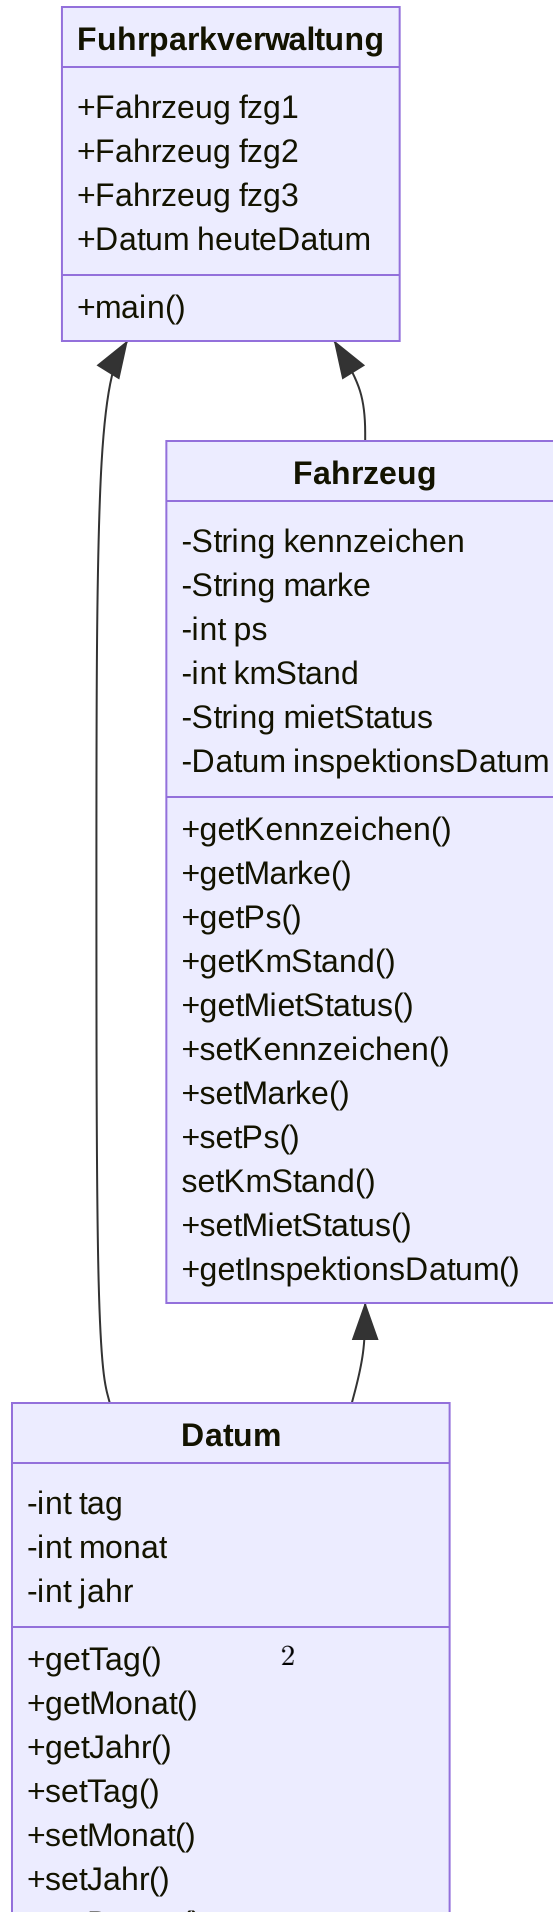 Fuhrparkverwaltung
+Fahrzeug fzg1
+Fahrzeug fzg2
+Fahrzeug fzg3
+Datum heuteDatum
+main()
Fahrzeug
-String kennzeichen
-String marke
-int ps
-int kmStand
-String mietStatus
-Datum inspektionsDatum
+getKennzeichen()
+getMarke()
+getPs()
+getKmStand()
+getMietStatus()
+setKennzeichen()
+setMarke()
+setPs()
setKmStand()
+setMietStatus()
+getInspektionsDatum()
Datum
-int tag
-int monat
-int jahr
+getTag() 2
+getMonat()
+getJahr()
+setTag()
+setMonat()
+setJahr()